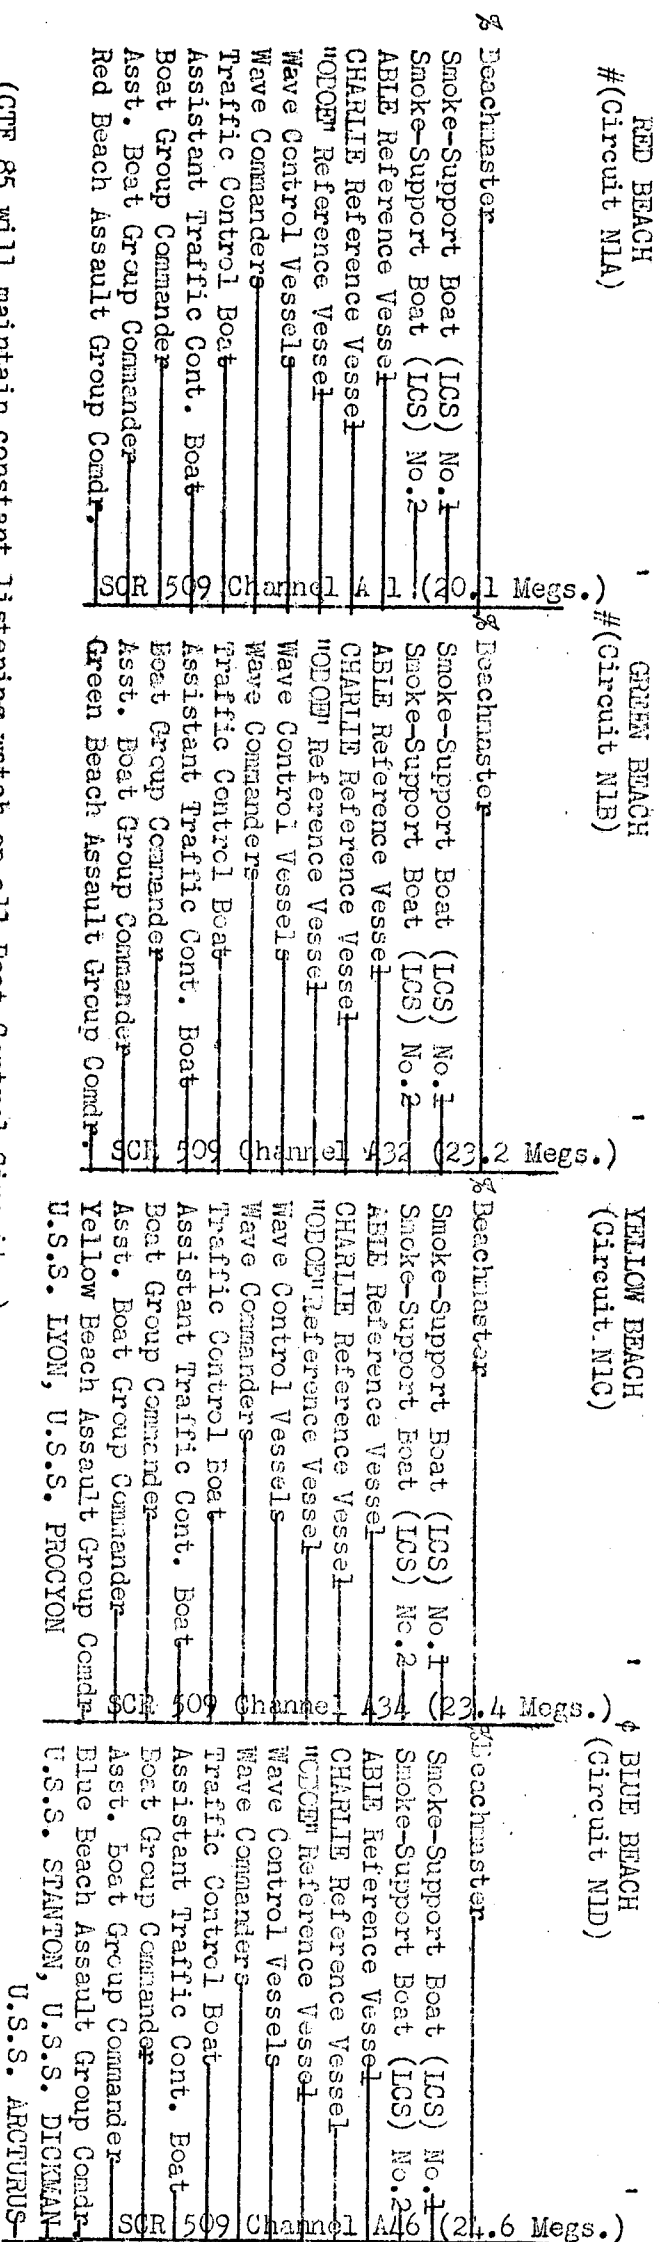 RED BEACH
#(Circuit N1A)
% Beachmaster
Smoke-Support Boat (LCS) No.1
Smoke-Support Boat (LCS) No.2
ABLE Reference Vessel
CHARLIE Reference Vessel
"ODOE" Reference Vessel
Wave Control Vessels
Wave Commanders
Traffic Control Boat
Assistant Traffic Cont. Boat
Boat Group Commander
Asst. Boat Group Commander
Red Beach Assault Group Comdr.
SCR 509 Channel A 1 (20.1 Megs.)
GREEN BEACH
#(Circuit N1B)
% Beachmaster
Smoke-Support Boat (LCS) No.1
Smoke-Support Boat (LCS) No.2
ABLE Reference Vessel
CHARLIE Reference Vessel
"ODOE" Reference Vessel
Wave Control Vessels
Wave Commanders
Traffic Control Boat
Assistant Traffic Cont. Boat
Boat Group Commander
Asst. Boat Group Commander
Green Beach Assault Group Comdr.
SCR 509 Channel A32 (23.2 Megs.)
YELLOW BEACH
(Circuit N1C)
% Beachmaster
Smoke-Support Boat (LCS) No.1
Smoke-Support Boat (LCS) No.2
ABLE Reference Vessel
CHARLIE Reference Vessel
"ODOE" Reference Vessel
Wave Control Vessels
Wave Commanders
Traffic Control Boat
Assistant Traffic Cont. Boat
Boat Group Commander
Asst. Boat Group Commander
Yellow Beach Assault Group Comdr.
U.S.S. LYON, U.S.S. PROCYON
SCR 509 Channel A34 (23.4 Megs.)
¢ BLUE BEACH
(Circuit N1D)
% Beachmaster
Smoke-Support Boat (LCS) No.1
Smoke-Support Boat (LCS) No.2
ABLE Reference Vessel
CHARLIE Reference Vessel
"ODOE" Reference Vessel
Wave Control Vessels
Wave Commanders
Traffic Control Boat
Assistant Traffic Cont. Boat
Boat Group Commander
Asst. Boat Group Commander
Blue Beach Assault Group Comdr.
U.S.S. STANTON, U.S.S. DICKMAN
U.S.S. ARCTURUS
SCR 509 Channel A46 (24.6 Megs.)
(CTF 85 will maintain constant listening watch on all Boat Control